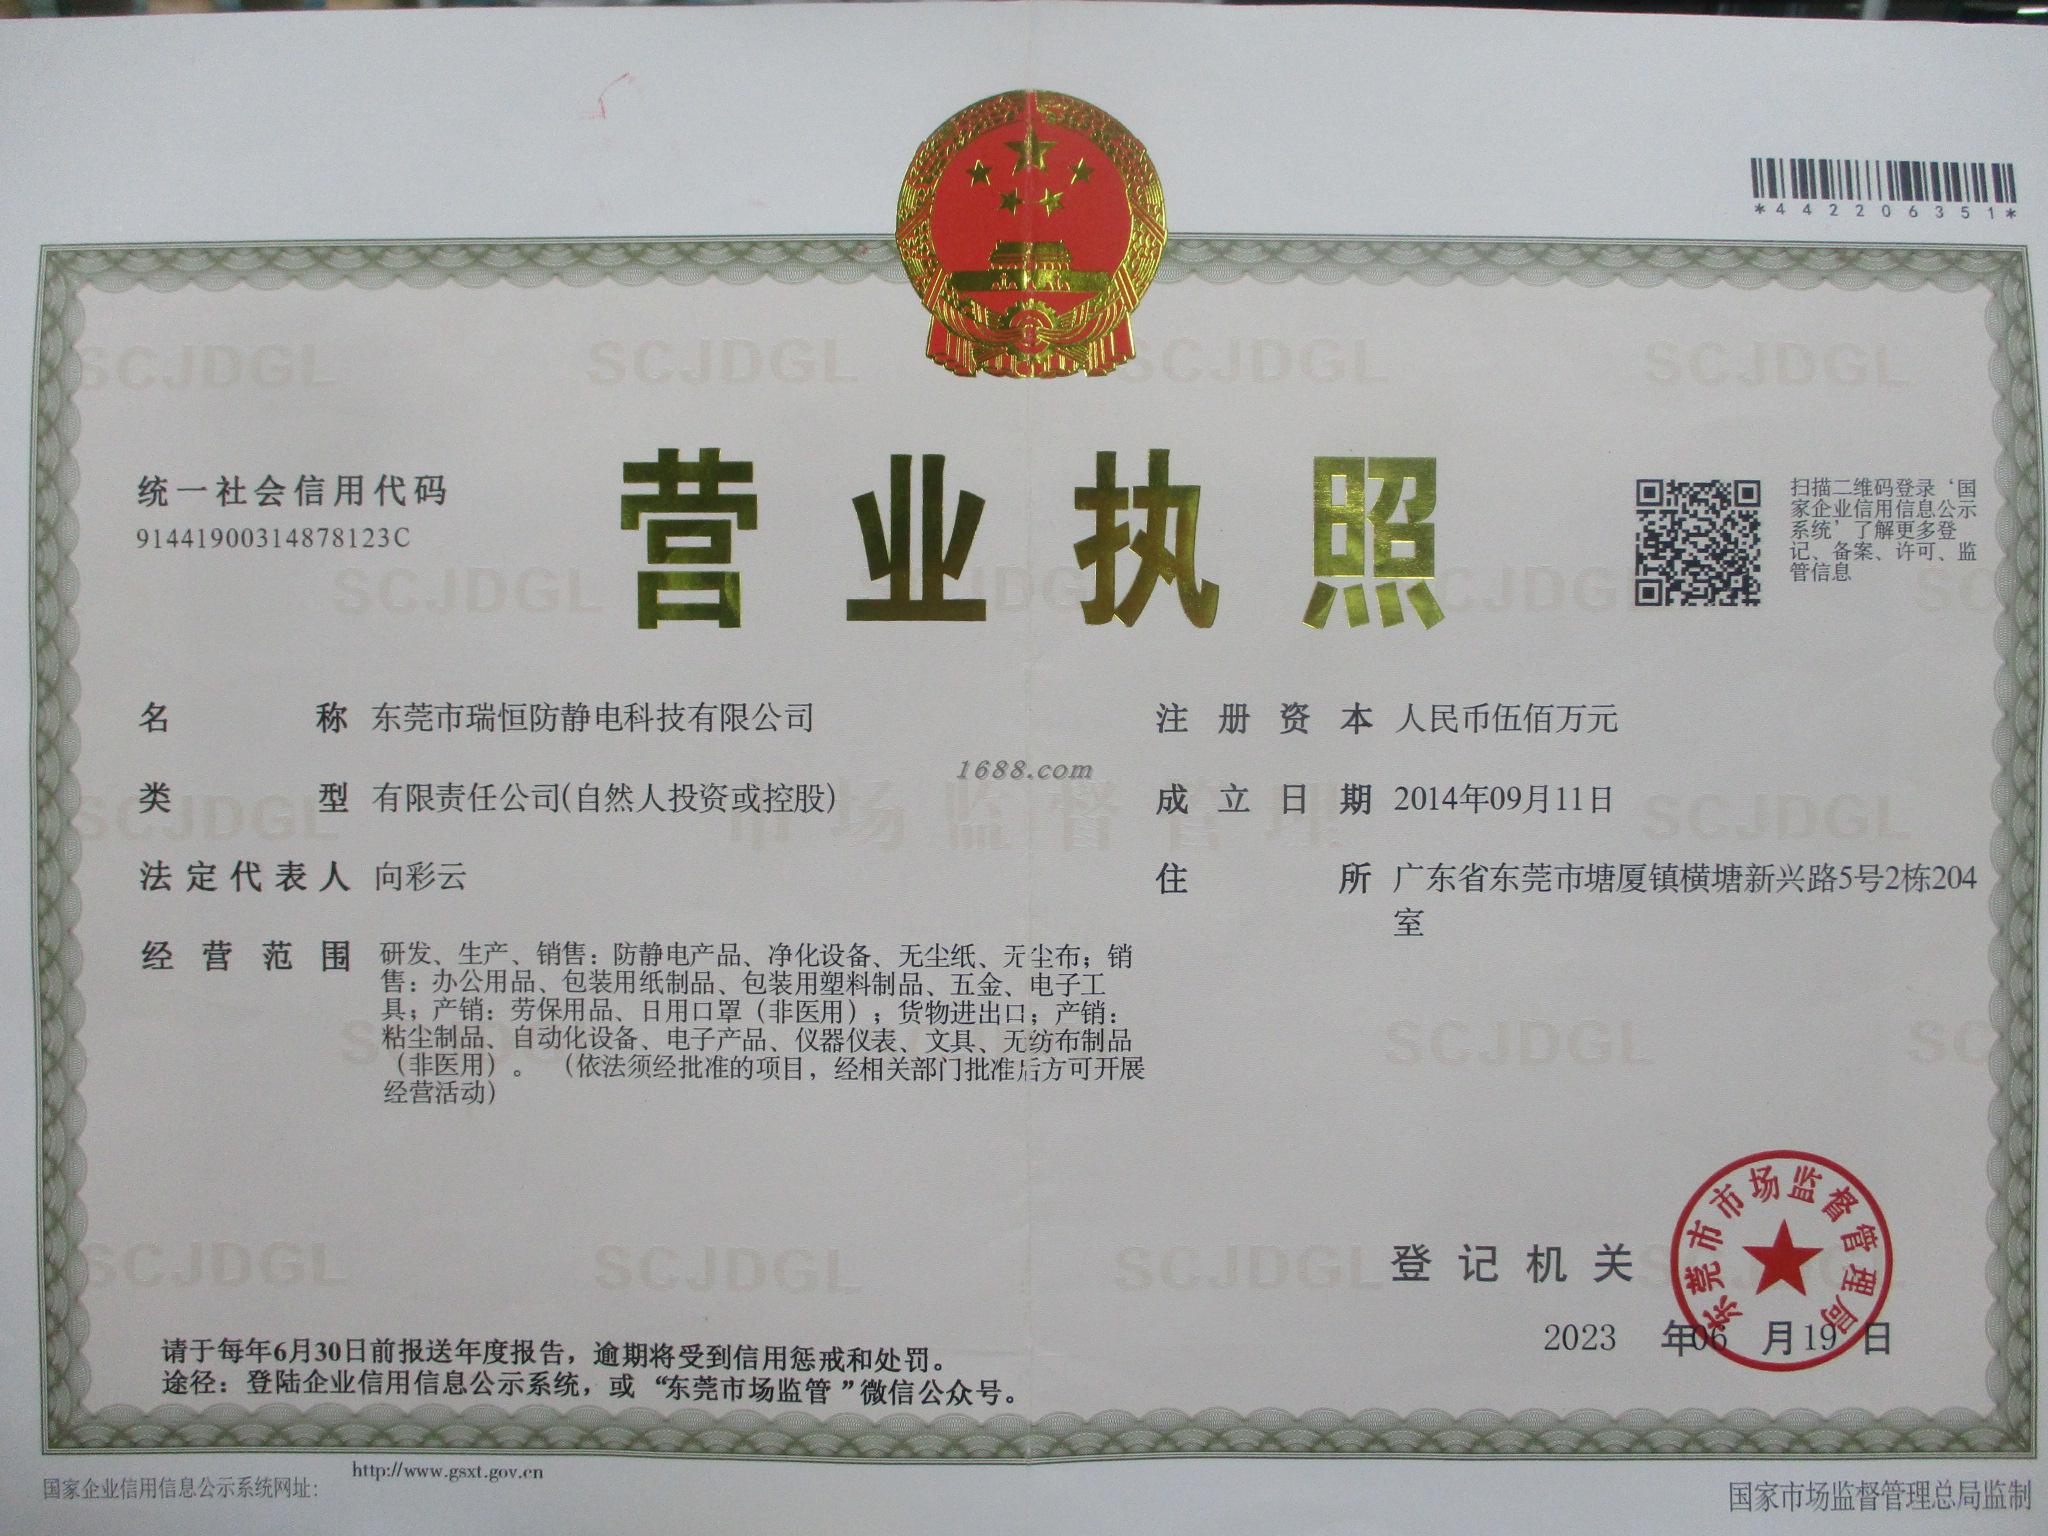 *442206351*
统一社会信用代码
91441900314878123C
营业执照
扫描二维码登录‘国
家企业信用信息公示
系统’了解更多登
记、备案、许可、监
管信息
名 称 东莞市瑞恒防静电科技有限公司
类 型 有限责任公司(自然人投资或控股)
法定代表人 向彩云
经营范围 研发、生产、销售：防静电产品、净化设备、无尘纸、无尘布；销
售：办公用品、包装用纸制品、包装用塑料制品、五金、电子工
具；产销：劳保用品、日用口罩（非医用）；货物进出口；产销：
粘尘制品、自动化设备、电子产品、仪器仪表、文具、无纺布制品
（非医用）。（依法须经批准的项目，经相关部门批准后方可开展
经营活动）
注册资本 人民币伍佰万元
成立日期 2014年09月11日
住 所 广东省东莞市塘厦镇横塘新兴路5号2栋204
室
1688.com
SCJDGL
市场监督管理
登记机关
东莞市市场监督管理局
2023 年06 月19 日
请于每年6月30日前报送年度报告，逾期将受到信用惩戒和处罚。
途径：登陆企业信用信息公示系统，或“东莞市场监管”微信公众号。
国家企业信用信息公示系统网址：http://www.gsxt.gov.cn
国家市场监督管理总局监制